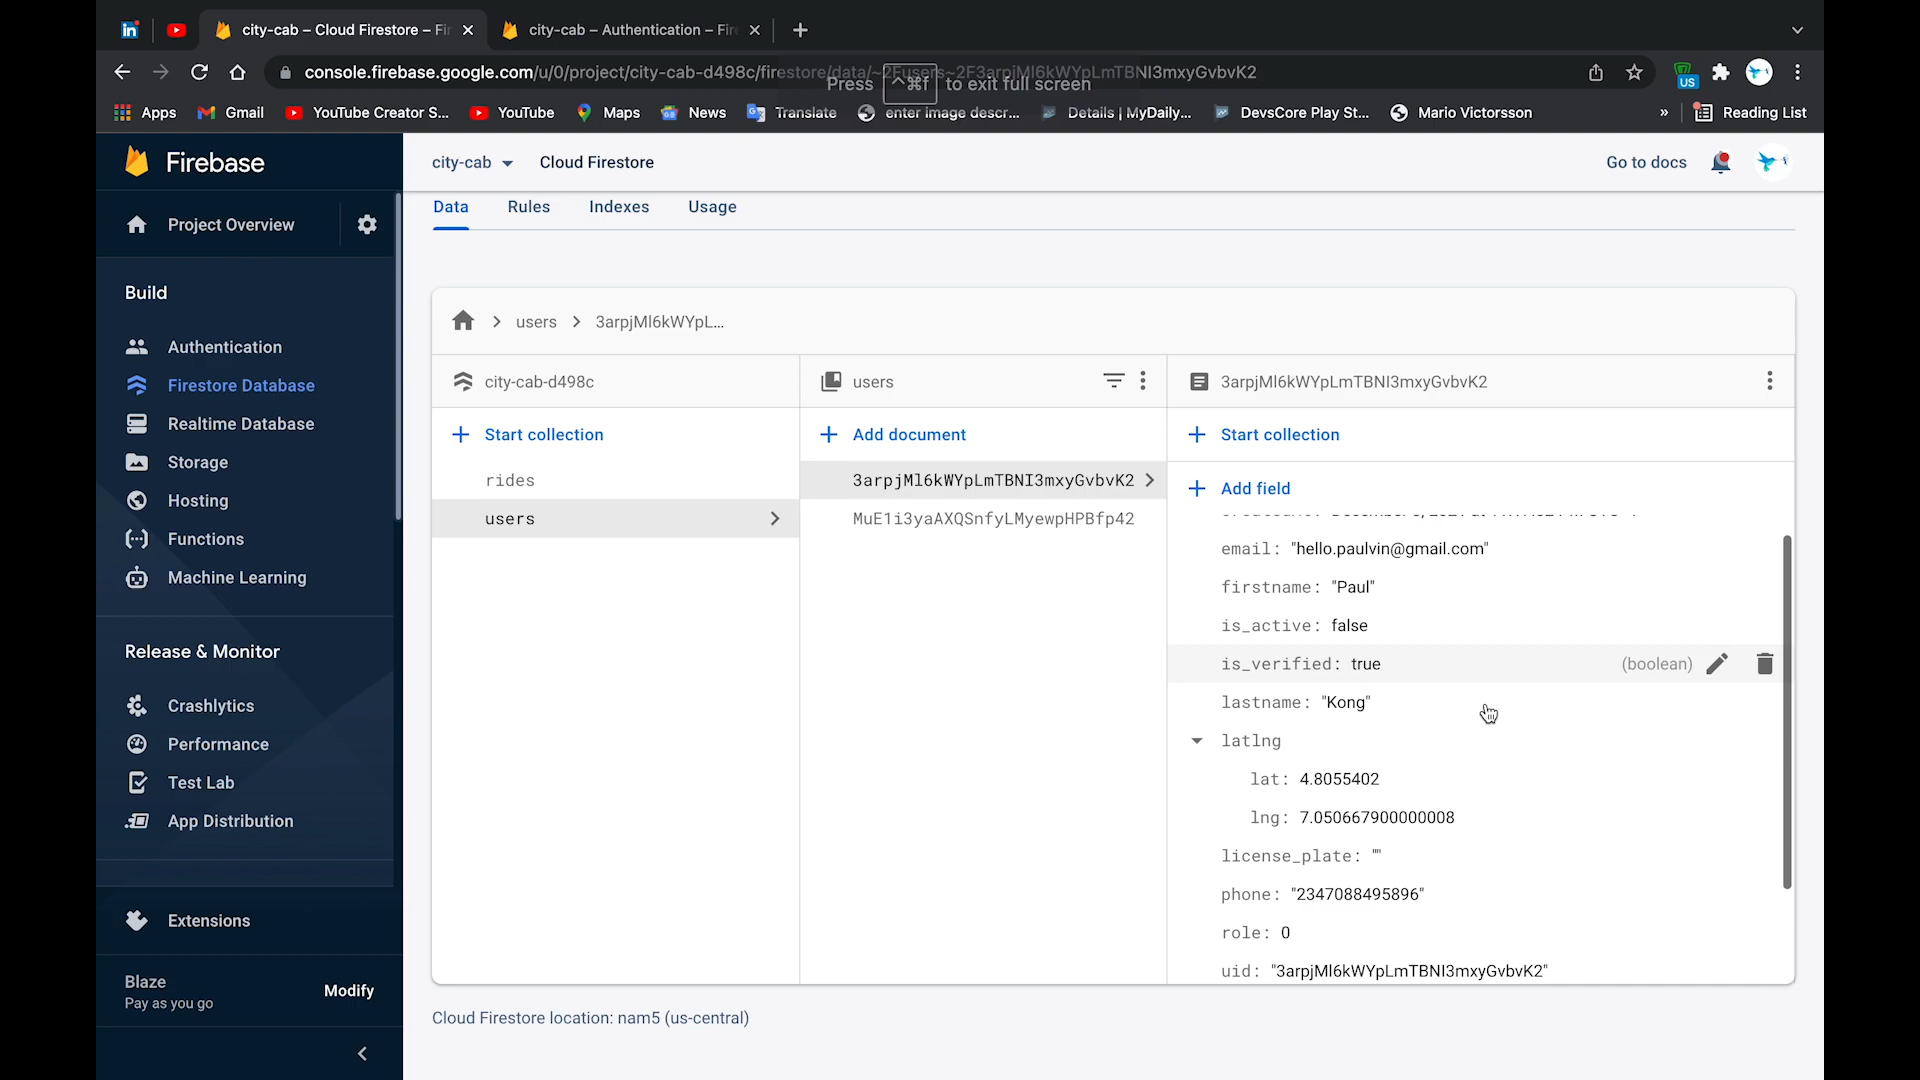 city-cab – Cloud Firestore – Fir
city-cab – Authentication – Fire
console.firebase.google.com/u/0/project/city-cab-d498c/firestore/data/~2Fusers~2F3arpjMl6kWYpLmTBNI3mxyGvbvK2
Press ^⌘f to exit full screen
US
Apps
Gmail
YouTube Creator S...
YouTube
Maps
News
Translate
enter image descr...
Details | MyDaily...
DevsCore Play St...
Mario Victorsson
»
Reading List
Firebase
city-cab
Cloud Firestore
Go to docs
Project Overview
Data
Rules
Indexes
Usage
Build
Authentication
Firestore Database
Realtime Database
Storage
Hosting
Functions
Machine Learning
Release & Monitor
Crashlytics
Performance
Test Lab
App Distribution
Extensions
Blaze
Pay as you go
Modify
users
3arpjMl6kWYpL...
city-cab-d498c
users
3arpjMl6kWYpLmTBNI3mxyGvbvK2
Start collection
Add document
Start collection
rides
users
3arpjMl6kWYpLmTBNI3mxyGvbvK2
MuE1i3yaAXQSnfyLMyewpHPBfp42
Add field
email: "hello.paulvin@gmail.com"
firstname: "Paul"
is_active: false
is_verified: true
(boolean)
lastname: "Kong"
latlng
lat: 4.8055402
lng: 7.050667900000008
license_plate: ""
phone: "2347088495896"
role: 0
uid: "3arpjMl6kWYpLmTBNI3mxyGvbvK2"
Cloud Firestore location: nam5 (us-central)